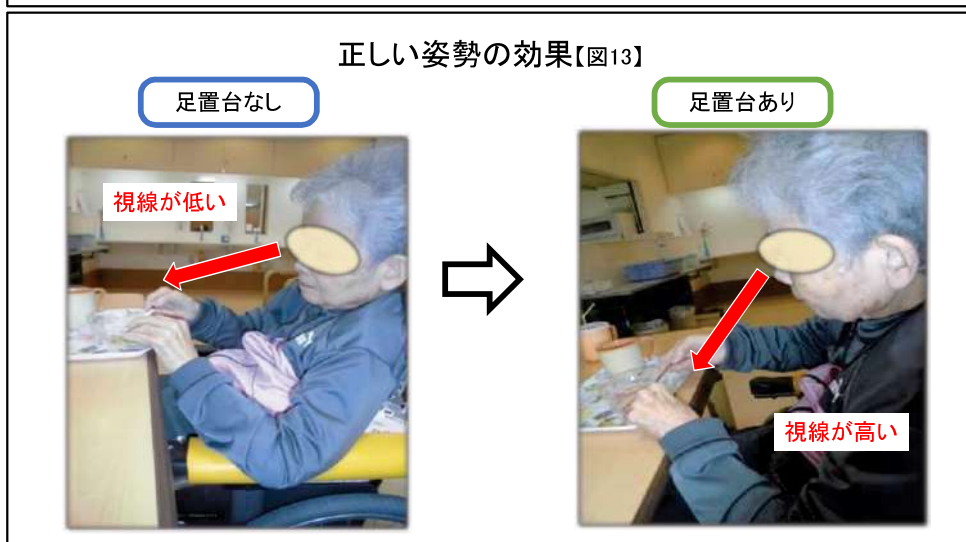 正しい姿勢の効果【図13】
足置台なし
足置台あり
視線が低い
視線が高い